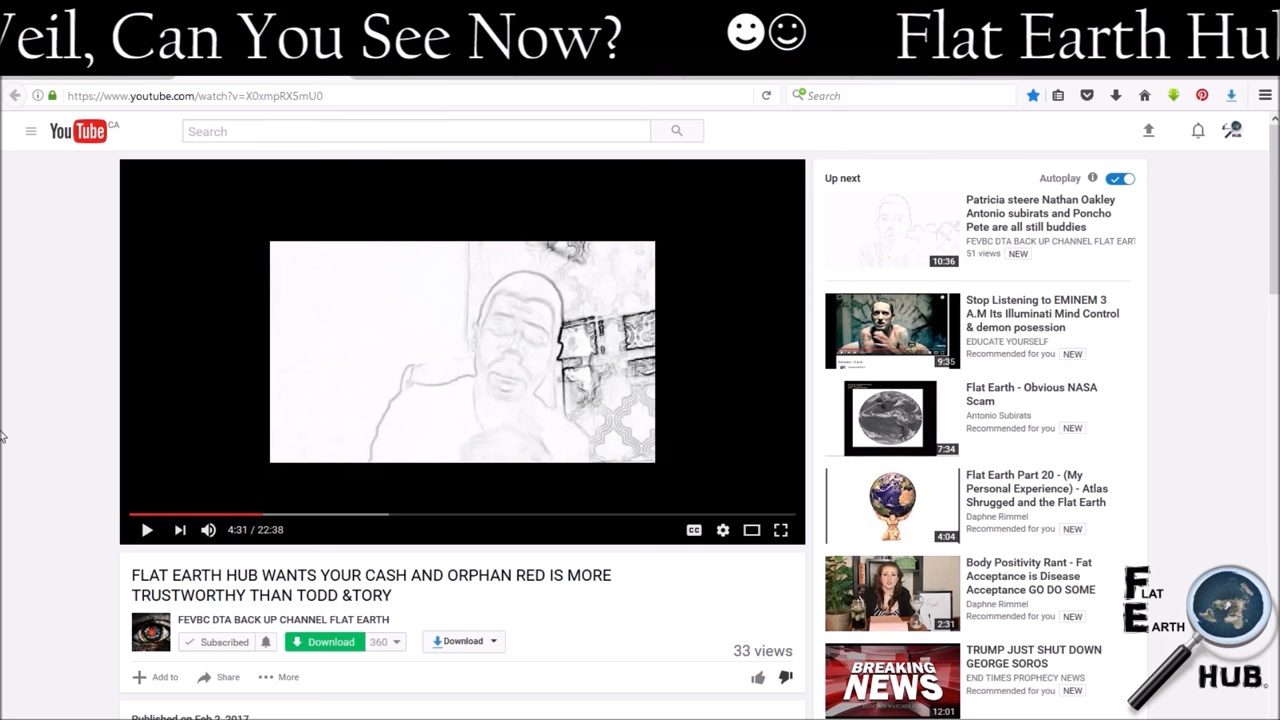 Veil, Can You See Now?
Flat Earth Hu
https://www.youtube.com/watch?v=X0xmpRX5mU0
Search
YouTube CA
Search
Up next
Autoplay
Patricia steere Nathan Oakley
Antonio subirats and Poncho
Pete are all still buddies
FEVBC DTA BACK UP CHANNEL FLAT EART
51 views NEW
10:36
Stop Listening to EMINEM 3
A.M Its Illuminati Mind Control
& demon posession
EDUCATE YOURSELF
Recommended for you NEW
9:35
Flat Earth - Obvious NASA
Scam
Antonio Subirats
Recommended for you NEW
7:34
Flat Earth Part 20 - (My
Personal Experience) - Atlas
Shrugged and the Flat Earth
Daphne Rimmel
Recommended for you NEW
4:04
Body Positivity Rant - Fat
Acceptance is Disease
Acceptance GO DO SOME
Daphne Rimmel
Recommended for you NEW
2:31
TRUMP JUST SHUT DOWN
GEORGE SOROS
END TIMES PROPHECY NEWS
Recommended for you NEW
BREAKING
NEWS
12:01
4:31 / 22:38
CC
FLAT EARTH HUB WANTS YOUR CASH AND ORPHAN RED IS MORE
TRUSTWORTHY THAN TODD &TORY
FEVBC DTA BACK UP CHANNEL FLAT EARTH
Subscribed
Download 360
Download
33 views
Add to
Share
More
Published on Feb 2, 2017
FLAT
EARTH
HUB